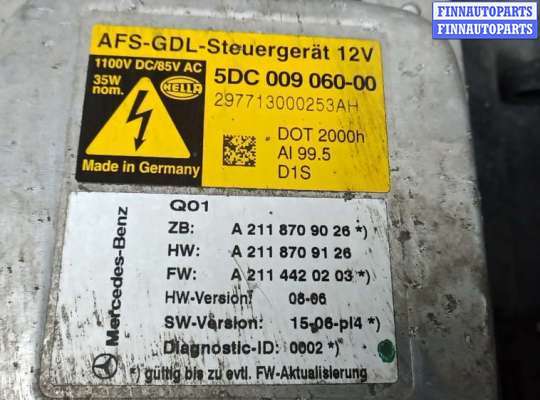 FINNAUTOPARTS
FINNAUTOPARTS
AFS-GDL-Steuergerät 12V
1100V DC/85V AC
35W
nom.
HELLA
5DC 009 060-00
297713000253AH
DOT 2000h
Al 99.5
D1S
Made in Germany
Mercedes-Benz
Q01
ZB: A 211 870 90 26 *)
HW: A 211 870 91 26
FW: A 211 442 02 03 *)
HW-Version: 08-06
SW-Version: 15-06-pl4 *)
Diagnostic-ID: 0002 *)
*) gültig bis zu evtl. FW-Aktualisierung
FINNAUTOPARTS
FINNAUTOPARTS